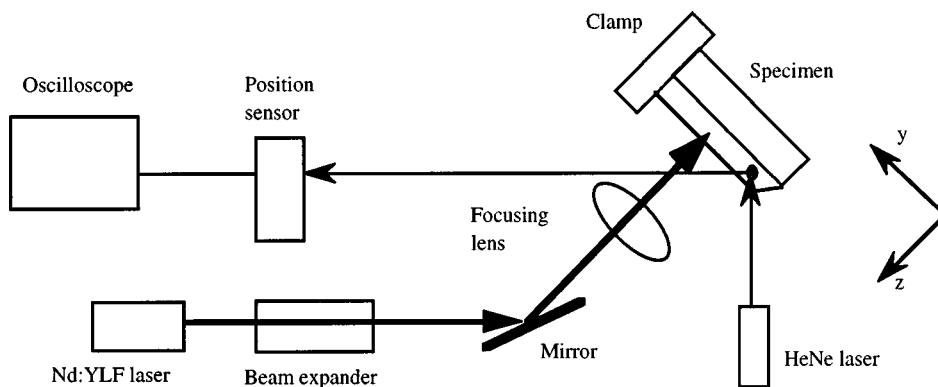 Clamp
Oscilloscope
Position
sensor
Specimen
y
Focusing
lens
z
Nd:YLF laser
Beam expander
Mirror
HeNe laser